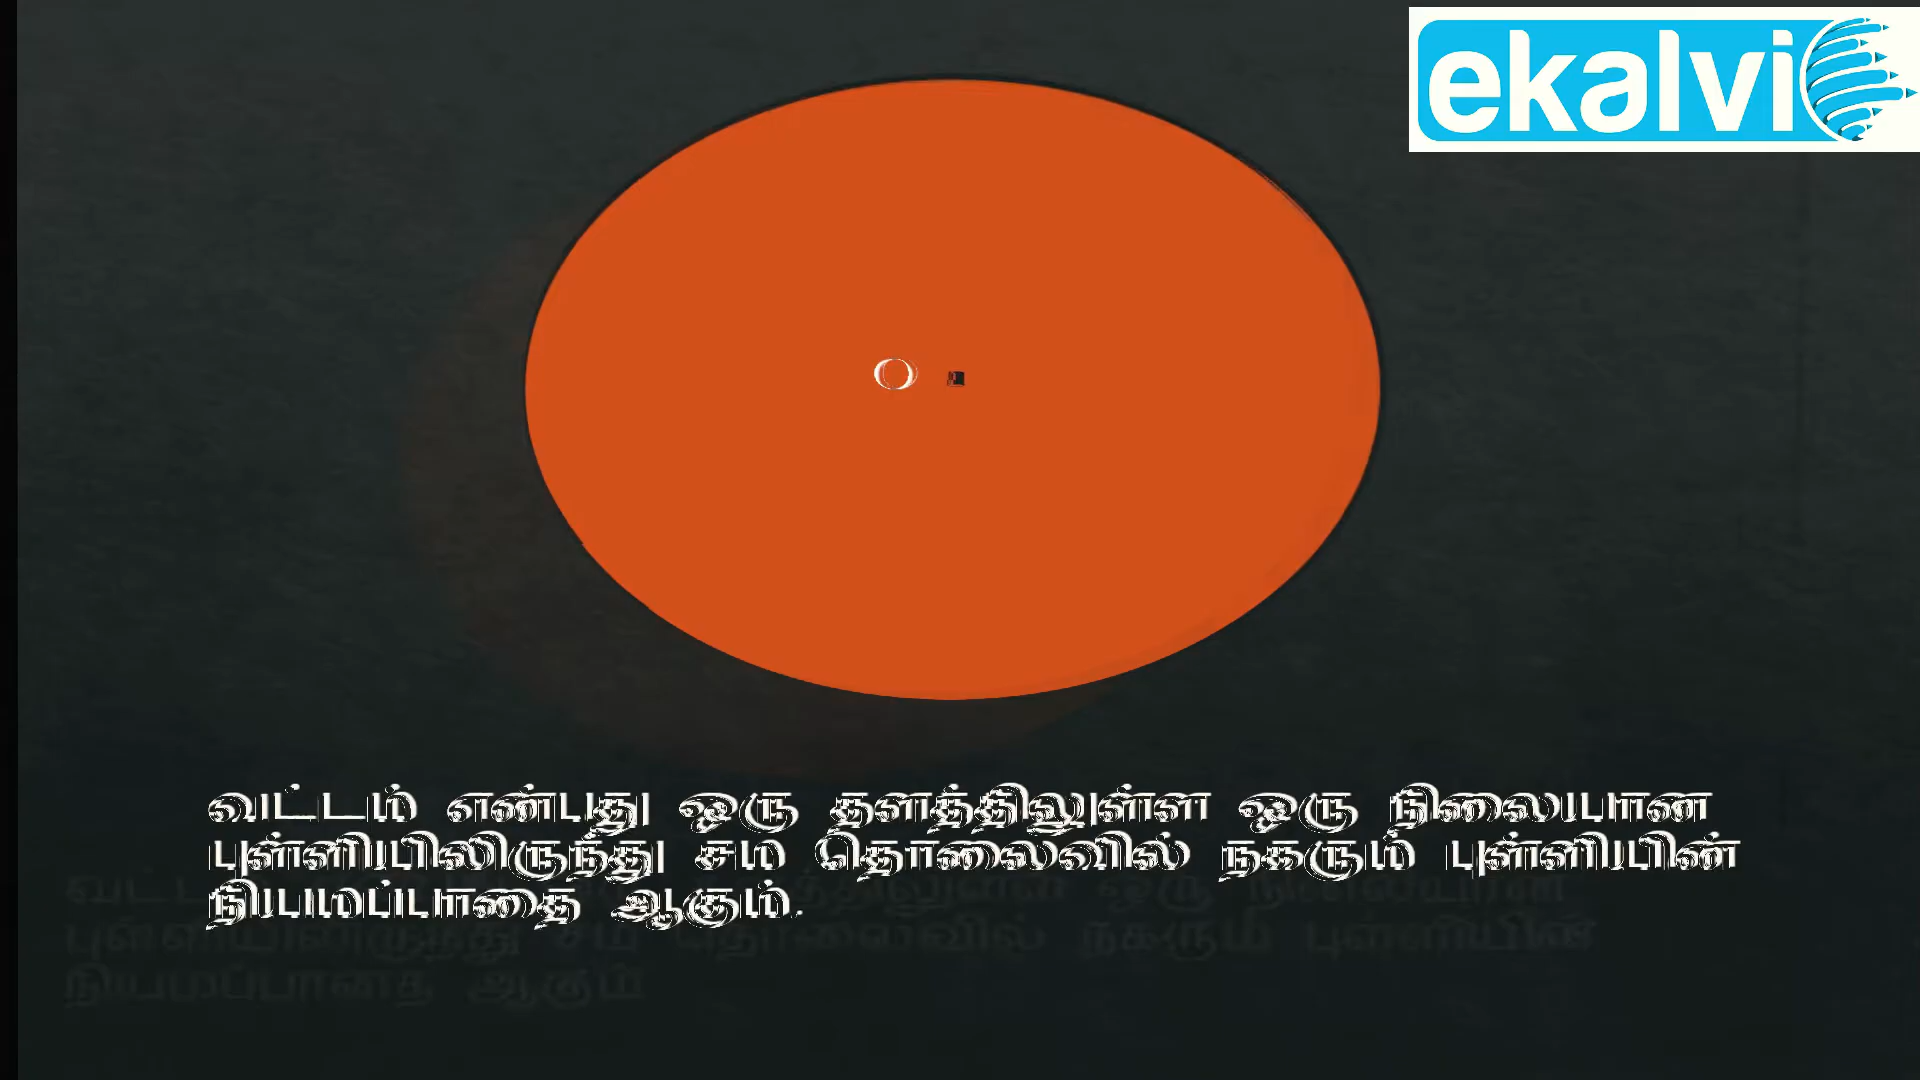 ekalvi
O
வட்டம் என்பது ஒரு தளத்திலுள்ள ஒரு நிலையான
புள்ளியிலிருந்து சம தொலைவில் நகரும் புள்ளியின்
நியமப்பாதை ஆகும்.